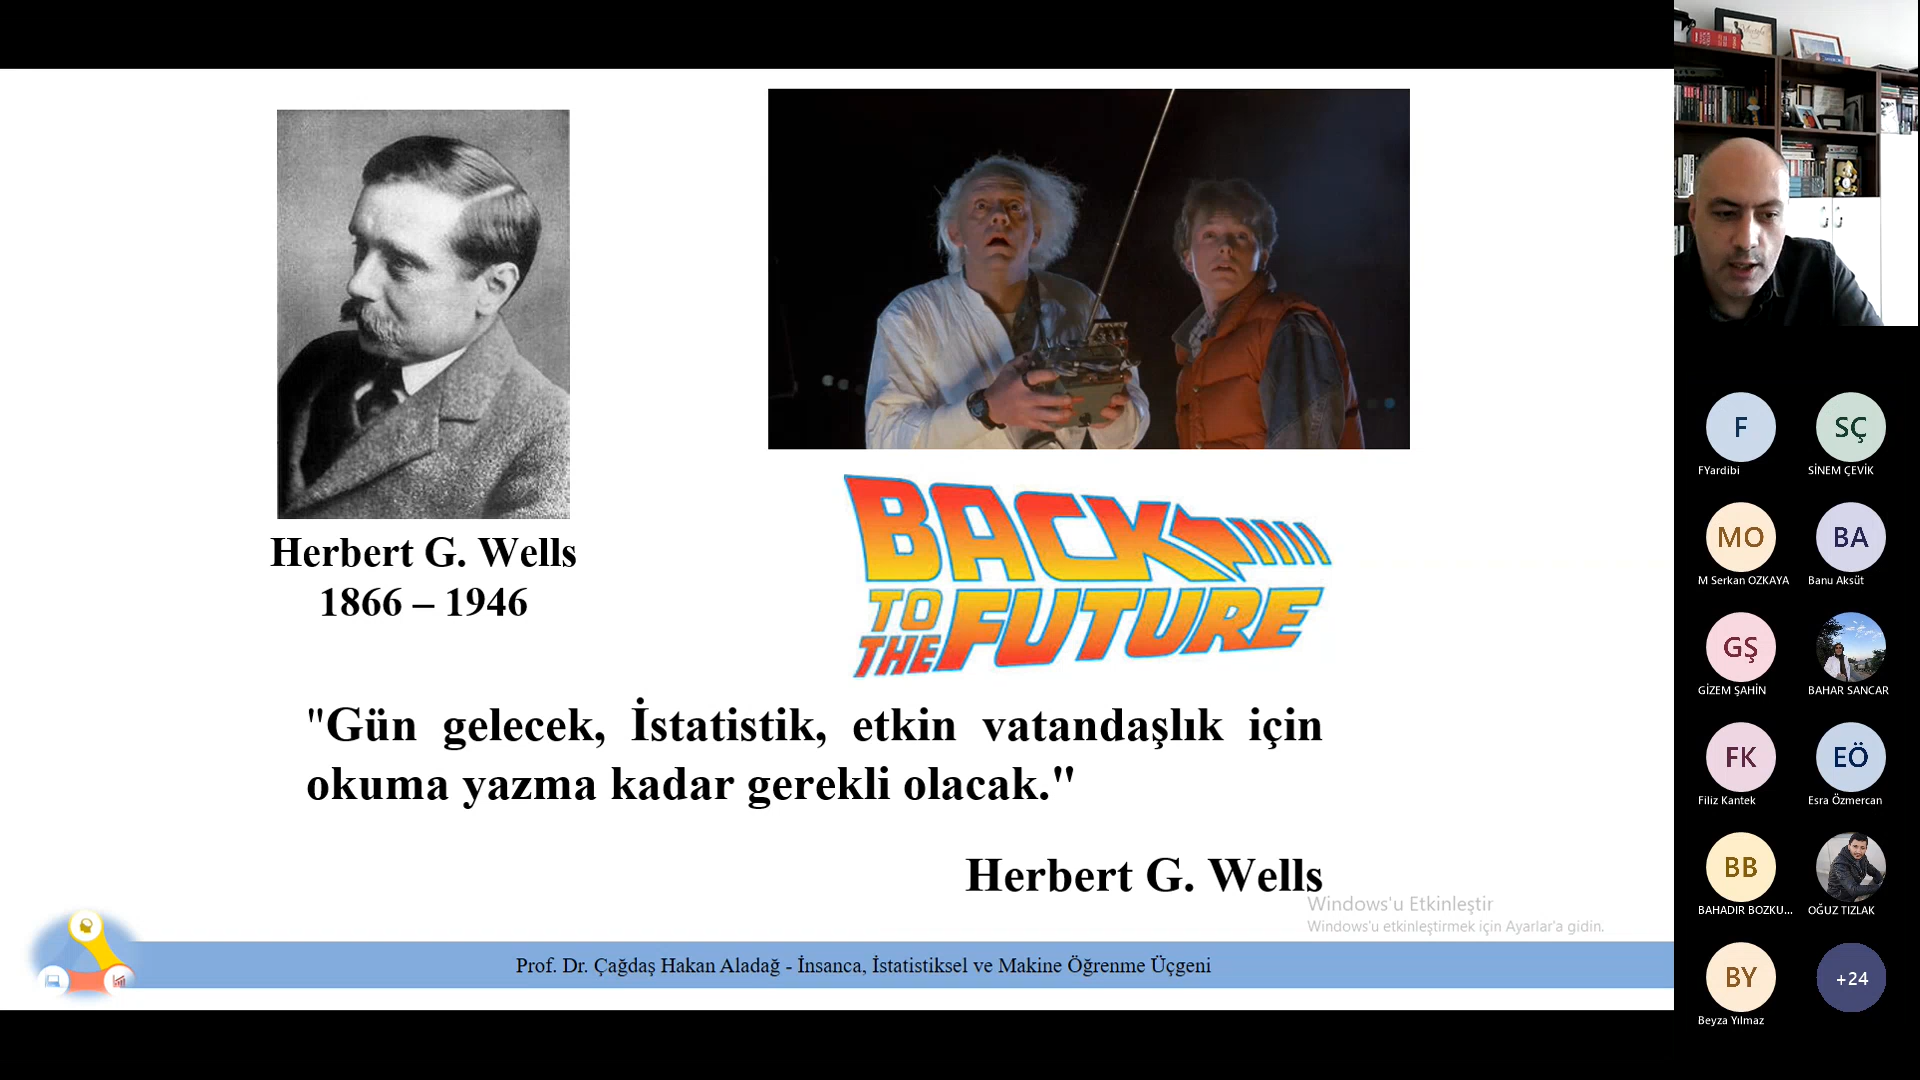 Herbert G. Wells
1866 – 1946
BACK
TO
THE
FUTURE
"Gün gelecek, İstatistik, etkin vatandaşlık için
okuma yazma kadar gerekli olacak."
Herbert G. Wells
Windows'u Etkinleştir
Windows'u etkinleştirmek için Ayarlar'a gidin.
Prof. Dr. Çağdaş Hakan Aladağ - İnsanca, İstatistiksel ve Makine Öğrenme Üçgeni
F
FYardibi
SÇ
SİNEM ÇEVİK
MO
M Serkan OZKAYA
BA
Banu Aksüt
GŞ
GİZEM ŞAHİN
BAHAR SANCAR
FK
Filiz Kantek
EÖ
Esra Özmercan
BB
BAHADIR BOZKU...
OĞUZ TIZLAK
BY
Beyza Yılmaz
+24